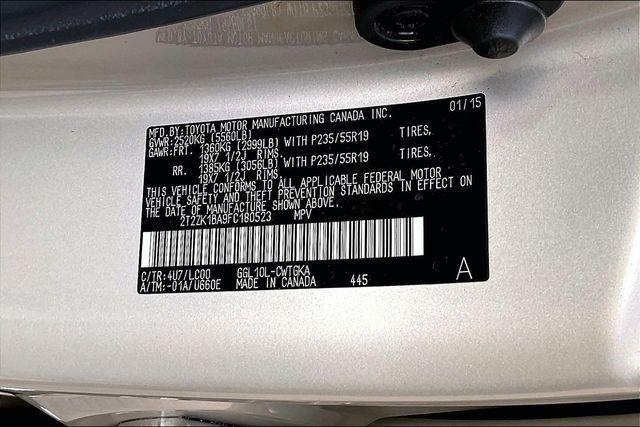 MFD.BY:TOYOTA MOTOR MANUFACTURING CANADA INC. 01/15
GVWR:2520KG (5560LB)
GAWR:FRT. 1360KG (2999LB) WITH P235/55R19 TIRES,
19X7 1/2J RIMS,
RR. 1385KG (3056LB) WITH P235/55R19 TIRES,
19X7 1/2J RIMS,
THIS VEHICLE CONFORMS TO ALL APPLICABLE FEDERAL MOTOR
VEHICLE SAFETY AND THEFT PREVENTION STANDARDS IN EFFECT ON
THE DATE OF MANUFACTURE SHOWN ABOVE.
2T2ZK1BA9FC180523 MPV
C/TR:4U7/LC00 GGL10L-CWTGKA A
A/TM:-01A/U660E MADE IN CANADA 445